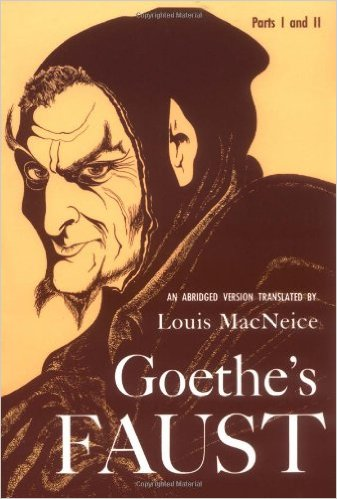 Parts I and II
AN ABRIDGED VERSION TRANSLATED BY
Louis MacNeice
Goethe's
FAUST